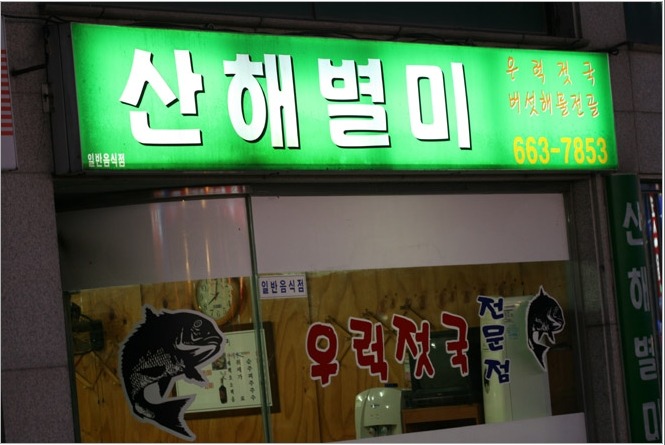 산해별미
우럭젓국
버섯해물전골
663-7853
일반음식점
일반음식점
우럭젓국
전문점
산해별미